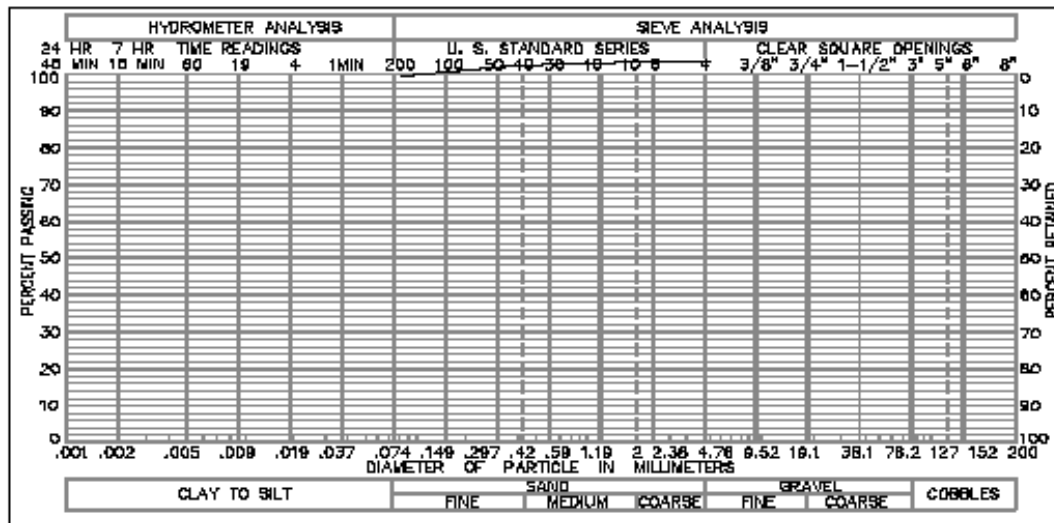 HYDROMETER ANALYSIS SIEVE ANALYSIS
24 HR 7 HR TIME READINGS U. S. STANDARD SERIES CLEAR SQUARE OPENINGS
MIN MIN 60 19 4 1MIN 200 100 50 40 30 10 4 3/8" 3/4" 1-1/2" 3" 5" 6" 8"
100 0
90 10
80 20
70 30
60 40
50 50
40 60
30 70
20 80
10 90
0 100
PERCENT PASSING
PERCENT RETAINED
.001 .002 .005 .009 .019 .037 .074 .149 .297 .42 .59 1.19 2 2.38 4.76 9.52 19.1 38.1 76.2 127 152 200
DIAMETER OF PARTICLE IN MILLIMETERS
CLAY TO SILT SAND GRAVEL COBBLES
FINE MEDIUM COARSE FINE COARSE